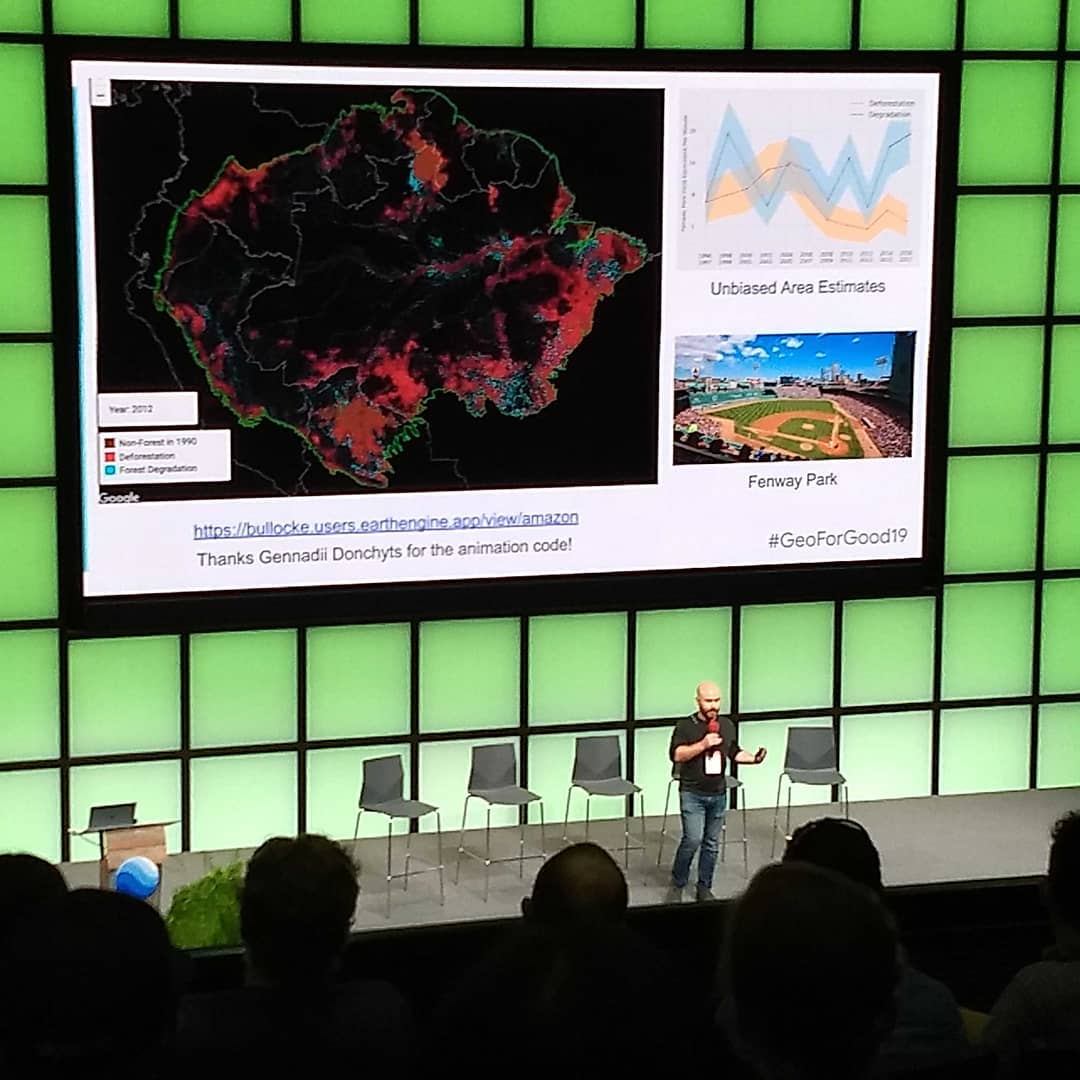 Year: 2012
Non-Forest in 1990
Deforestation
Forest Degradation
Google
https://bullocke.users.earthengine.app/view/amazon
Thanks Gennadii Donchyts for the animation code!
Deforestation
Degradation
Unbiased Area Estimates
Fenway Park
#GeoForGood19